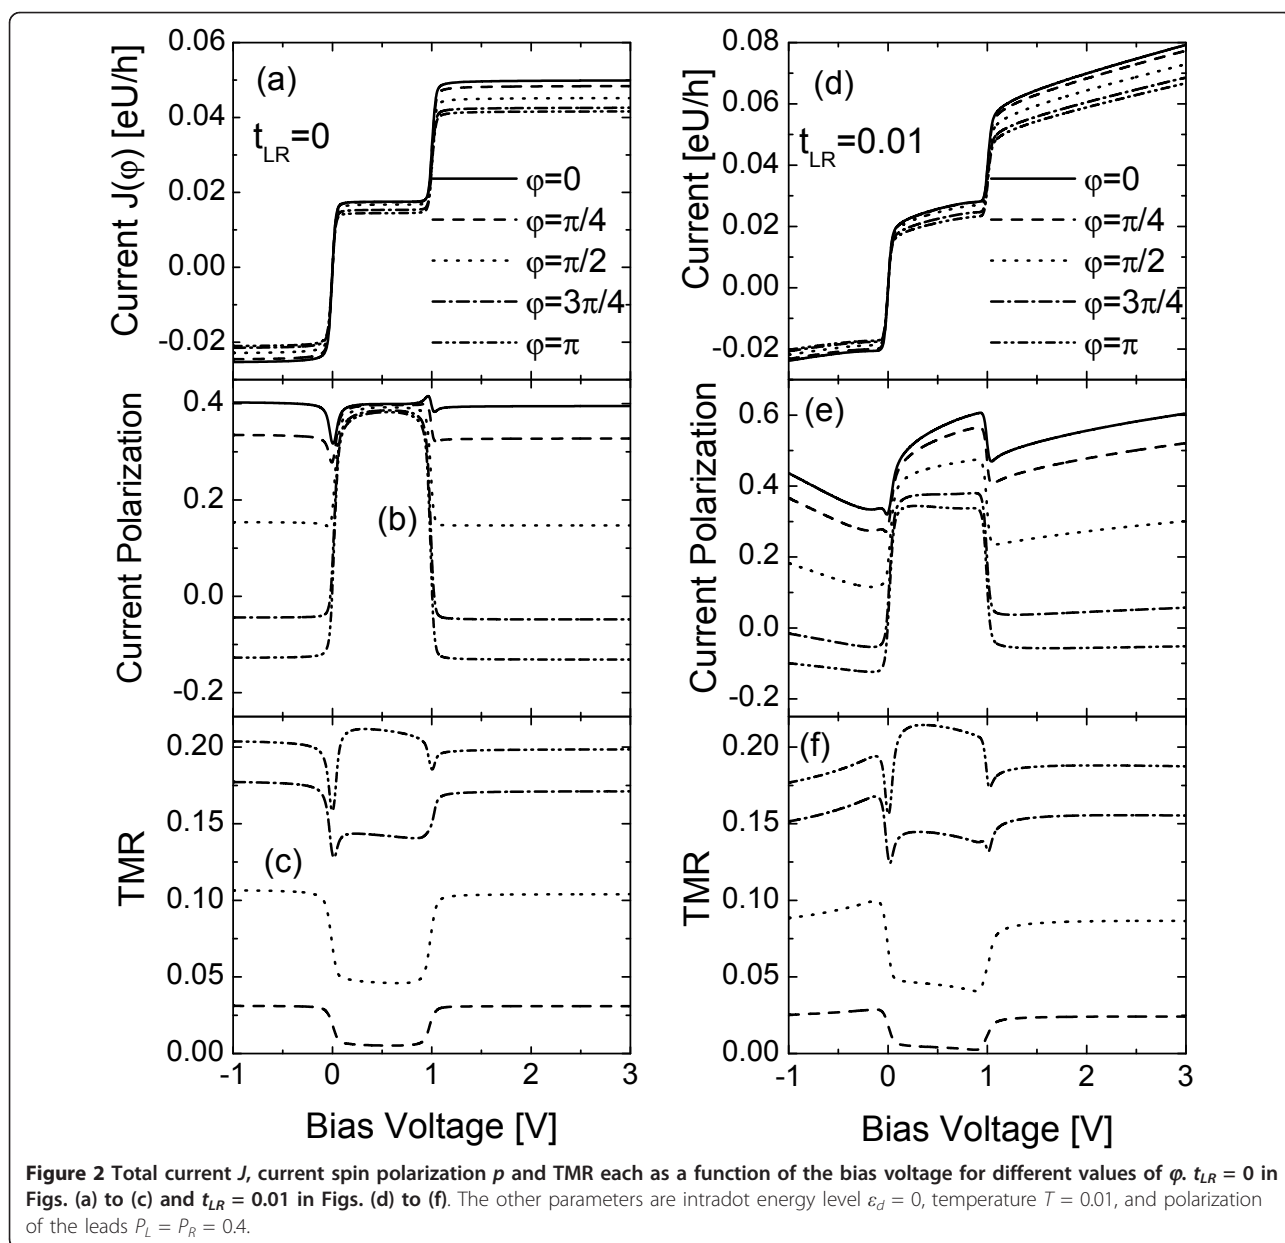 0.06
0.04
0.02
0.00
-0.02
Current J(φ) [eU/h]
(a)
t_LR=0
φ=0
φ=π/4
φ=π/2
φ=3π/4
φ=π
0.4
0.2
0.0
-0.2
Current Polarization
(b)
0.20
0.15
0.10
0.05
0.00
TMR
(c)
-1 0 1 2 3
Bias Voltage [V]
0.08
0.06
0.04
0.02
0.00
-0.02
Current [eU/h]
(d)
t_LR=0.01
φ=0
φ=π/4
φ=π/2
φ=3π/4
φ=π
0.6
0.4
0.2
0.0
-0.2
Current Polarization
(e)
0.20
0.15
0.10
0.05
0.00
TMR
(f)
-1 0 1 2 3
Bias Voltage [V]
Figure 2 Total current J, current spin polarization p and TMR each as a function of the bias voltage for different values of φ. t_LR = 0 in
Figs. (a) to (c) and t_LR = 0.01 in Figs. (d) to (f). The other parameters are intradot energy level ε_d = 0, temperature T = 0.01, and polarization
of the leads P_L = P_R = 0.4.